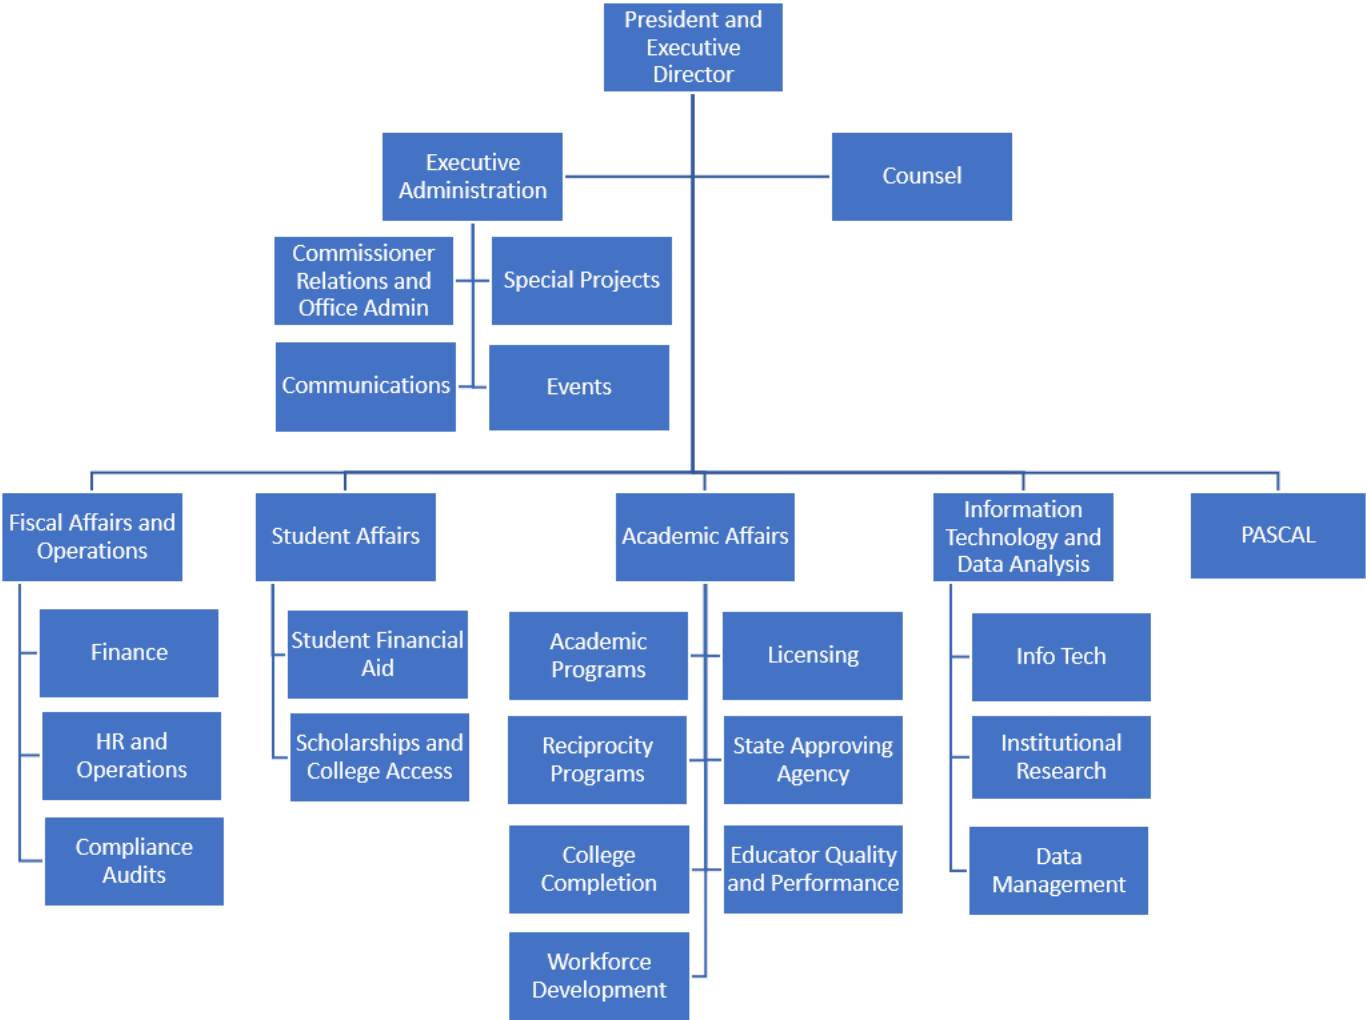 President and
Executive
Director
Executive
Administration
Counsel
Commissioner
Relations and
Office Admin
Special Projects
Communications
Events
Fiscal Affairs and
Operations
Student Affairs
Academic Affairs
Information
Technology and
Data Analysis
PASCAL
Finance
HR and
Operations
Compliance
Audits
Student Financial
Aid
Scholarships and
College Access
Academic
Programs
Licensing
Reciprocity
Programs
State Approving
Agency
College
Completion
Educator Quality
and Performance
Workforce
Development
Info Tech
Institutional
Research
Data
Management